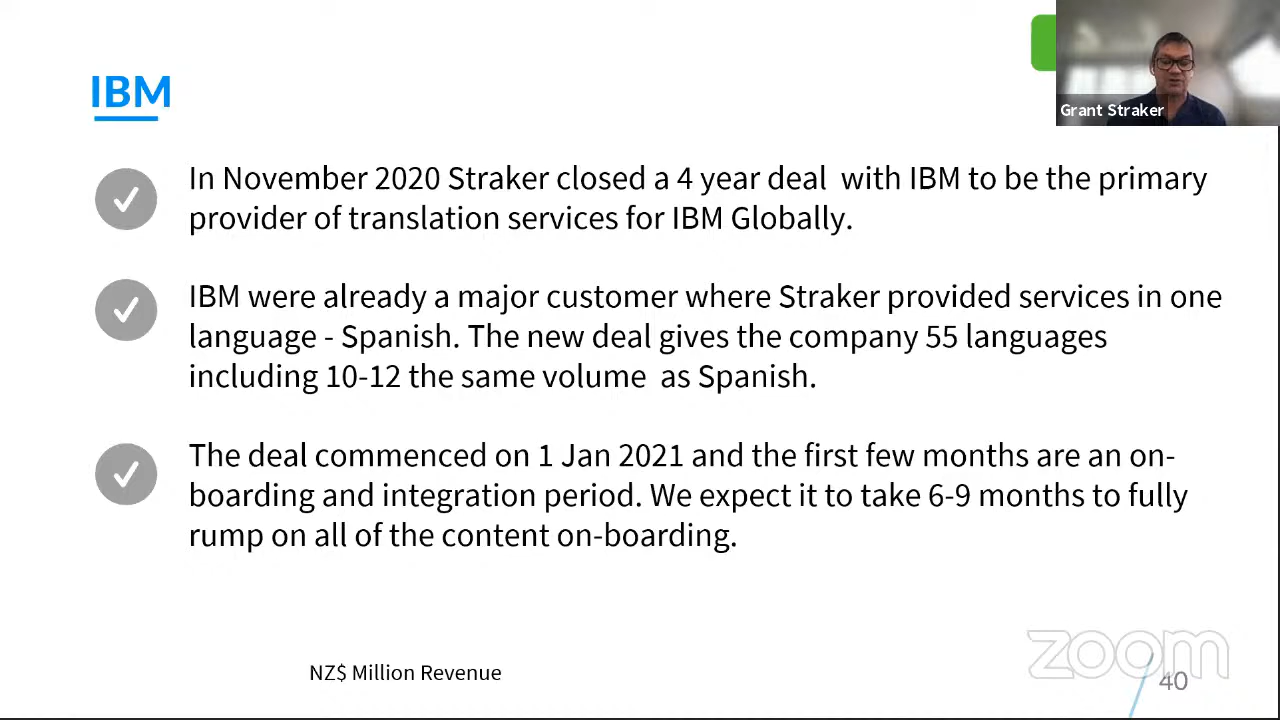 IBM
Grant Straker
In November 2020 Straker closed a 4 year deal  with IBM to be the primary
provider of translation services for IBM Globally.
IBM were already a major customer where Straker provided services in one
language - Spanish. The new deal gives the company 55 languages
including 10-12 the same volume  as Spanish.
The deal commenced on 1 Jan 2021 and the first few months are an on-
boarding and integration period. We expect it to take 6-9 months to fully
rump on all of the content on-boarding.
NZ$ Million Revenue
zoom
40